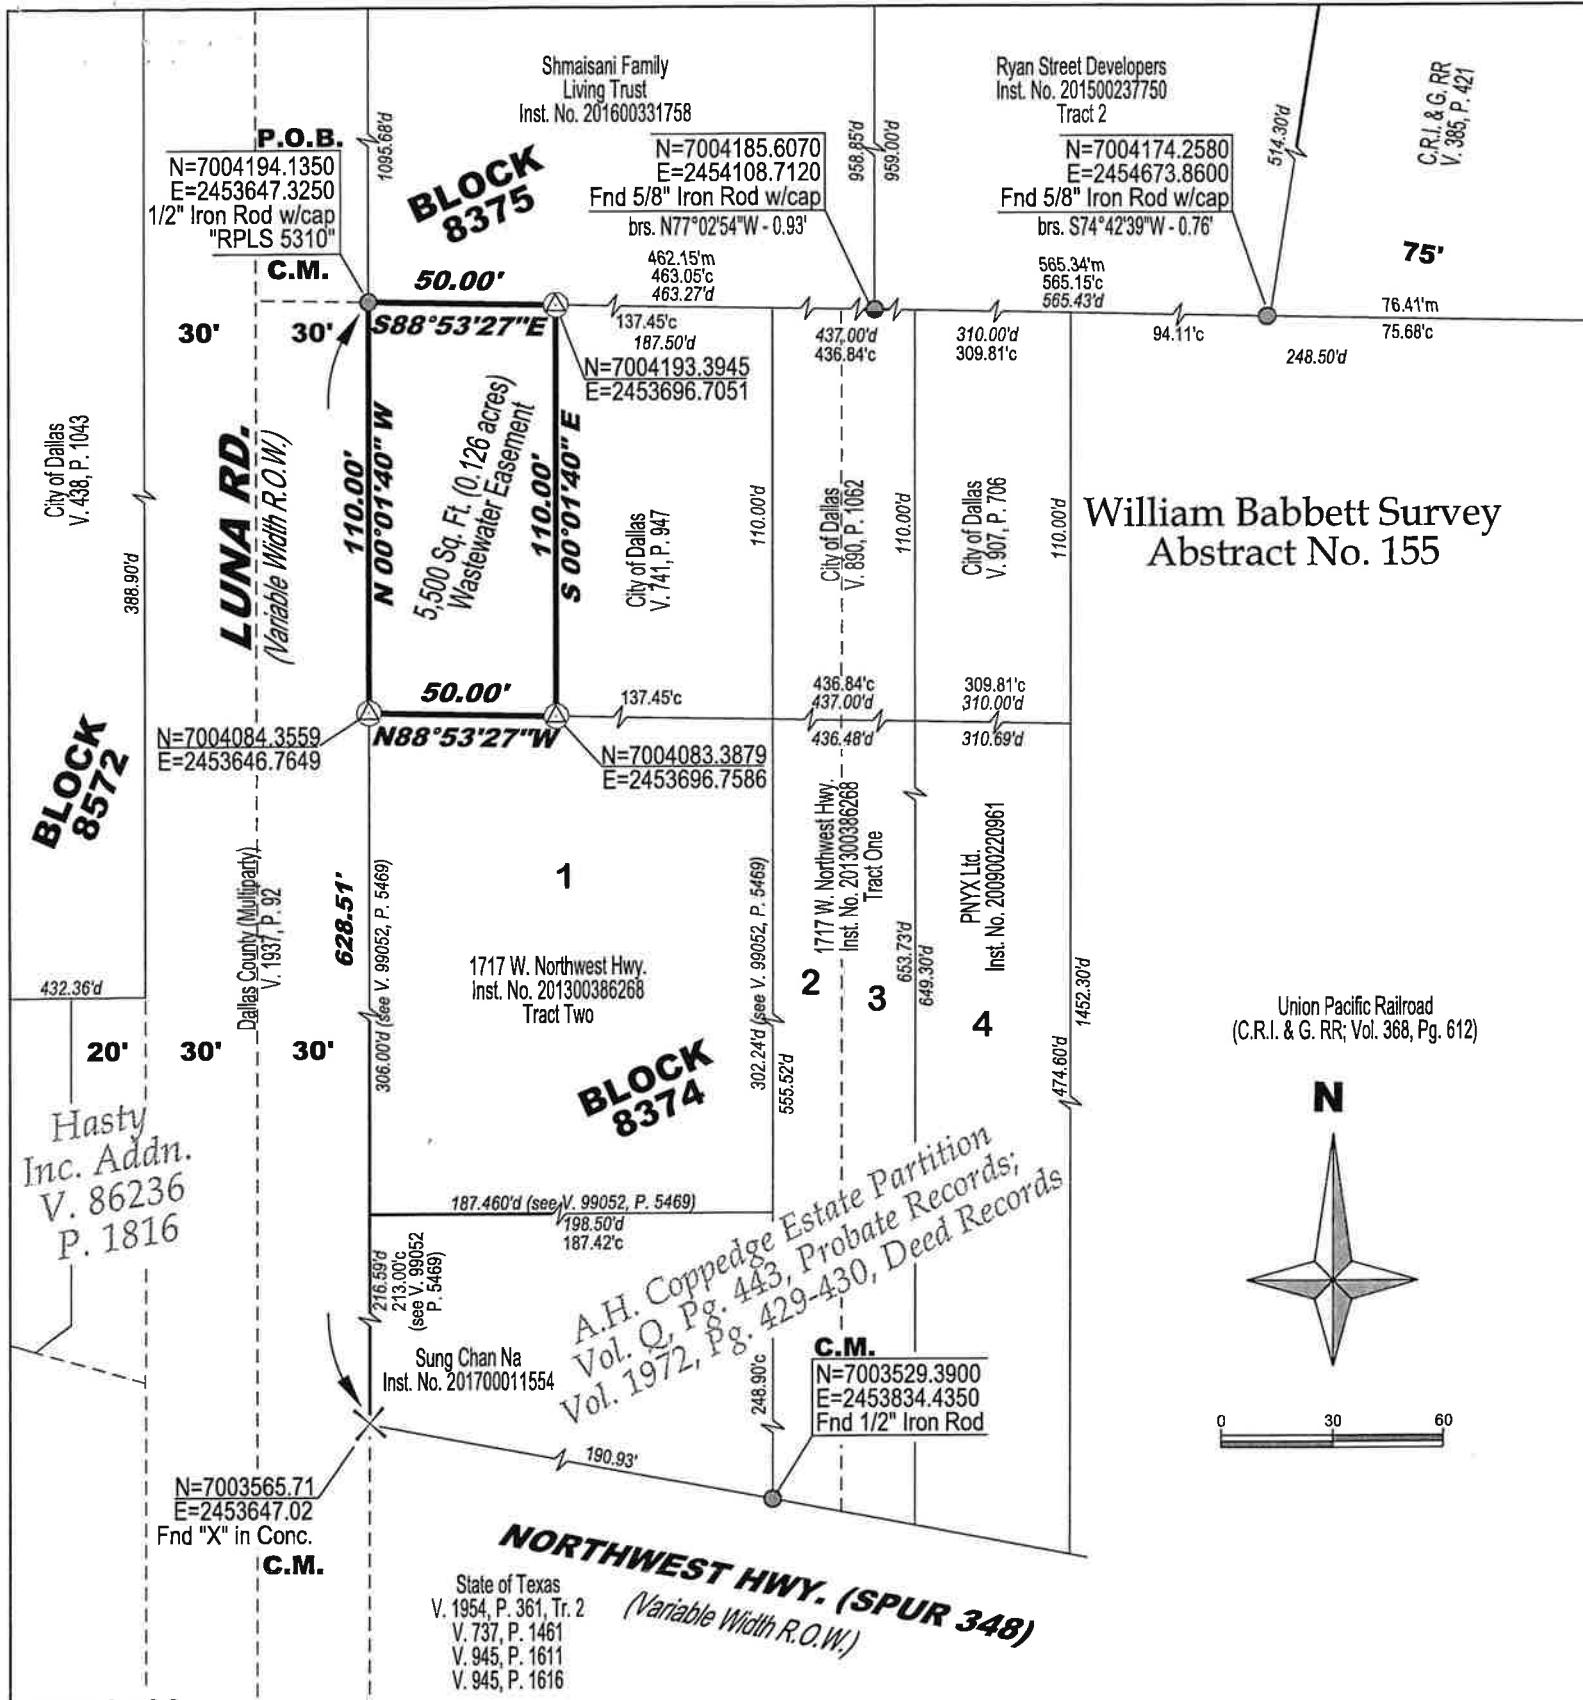 Shmaisani Family
Living Trust
Inst. No. 201600331758
Ryan Street Developers
Inst. No. 201500237750
Tract 2
C.R.I. & G. RR
V. 385, P. 421
P.O.B.
N=7004194.1350
E=2453647.3250
1/2" Iron Rod w/cap
"RPLS 5310"
C.M.
1095.68'd
BLOCK
8375
N=7004185.6070
E=2454108.7120
Fnd 5/8" Iron Rod w/cap
brs. N77°02'54"W - 0.93'
958.85'd
959.00'd
N=7004174.2580
E=2454673.8600
Fnd 5/8" Iron Rod w/cap
brs. S74°42'39"W - 0.76'
514.30'd
75'
50.00'
462.15'm
463.05'c
463.27'd
565.34'm
565.15'c
565.43'd
76.41'm
30'
30'
S88°53'27"E
137.45'c
187.50'd
437.00'd
436.84'c
310.00'd
309.81'c
94.11'c
75.68'c
248.50'd
N=7004193.3945
E=2453696.7051
City of Dallas
V. 438, P. 1043
388.90'd
LUNA RD.
(Variable Width R.O.W.)
110.00'
N 00°01'40" W
5,500 Sq. Ft. (0.126 acres)
Wastewater Easement
110.00'
S 00°01'40" E
City of Dallas
V. 741, P. 947
110.00'd
City of Dallas
V. 890, P. 1062
110.00'd
City of Dallas
V. 907, P. 706
110.00'd
William Babbett Survey
Abstract No. 155
50.00'
137.45'c
436.84'c
437.00'd
309.81'c
310.00'd
N88°53'27"W
436.48'd
310.69'd
N=7004084.3559
E=2453646.7649
N=7004083.3879
E=2453696.7586
BLOCK
8572
Dallas County (Multiparty)
V. 1937, P. 92
628.51'
306.00'd (see V. 99052, P. 5469)
1
1717 W. Northwest Hwy.
Inst. No. 201300386268
Tract Two
302.24'd (see V. 99052, P. 5469)
555.52'd
1717 W. Northwest Hwy.
Inst. No. 201300386268
Tract One
2
3
653.73'd
649.30'd
PNYX Ltd.
Inst. No. 200900220961
4
1452.30'd
474.60'd
432.36'd
20'
30'
30'
Union Pacific Railroad
(C.R.I. & G. RR; Vol. 368, Pg. 612)
BLOCK
8374
Hasty
Inc. Addn.
V. 86236
P. 1816
N
187.460'd (see V. 99052, P. 5469)
198.50'd
187.42'c
A.H. Coppedge Estate Partition
Vol. Q, Pg. 443, Probate Records;
Vol. 1972, Pg. 429-430, Deed Records
216.59'd
213.00'c
(see V. 99052
P. 5469)
Sung Chan Na
Inst. No. 201700011554
248.90'c
C.M.
N=7003529.3900
E=2453834.4350
Fnd 1/2" Iron Rod
0 30 60
190.93'
N=7003565.71
E=2453647.02
Fnd "X" in Conc.
C.M.
NORTHWEST HWY. (SPUR 348)
(Variable Width R.O.W.)
State of Texas
V. 1954, P. 361, Tr. 2
V. 737, P. 1461
V. 945, P. 1611
V. 945, P. 1616